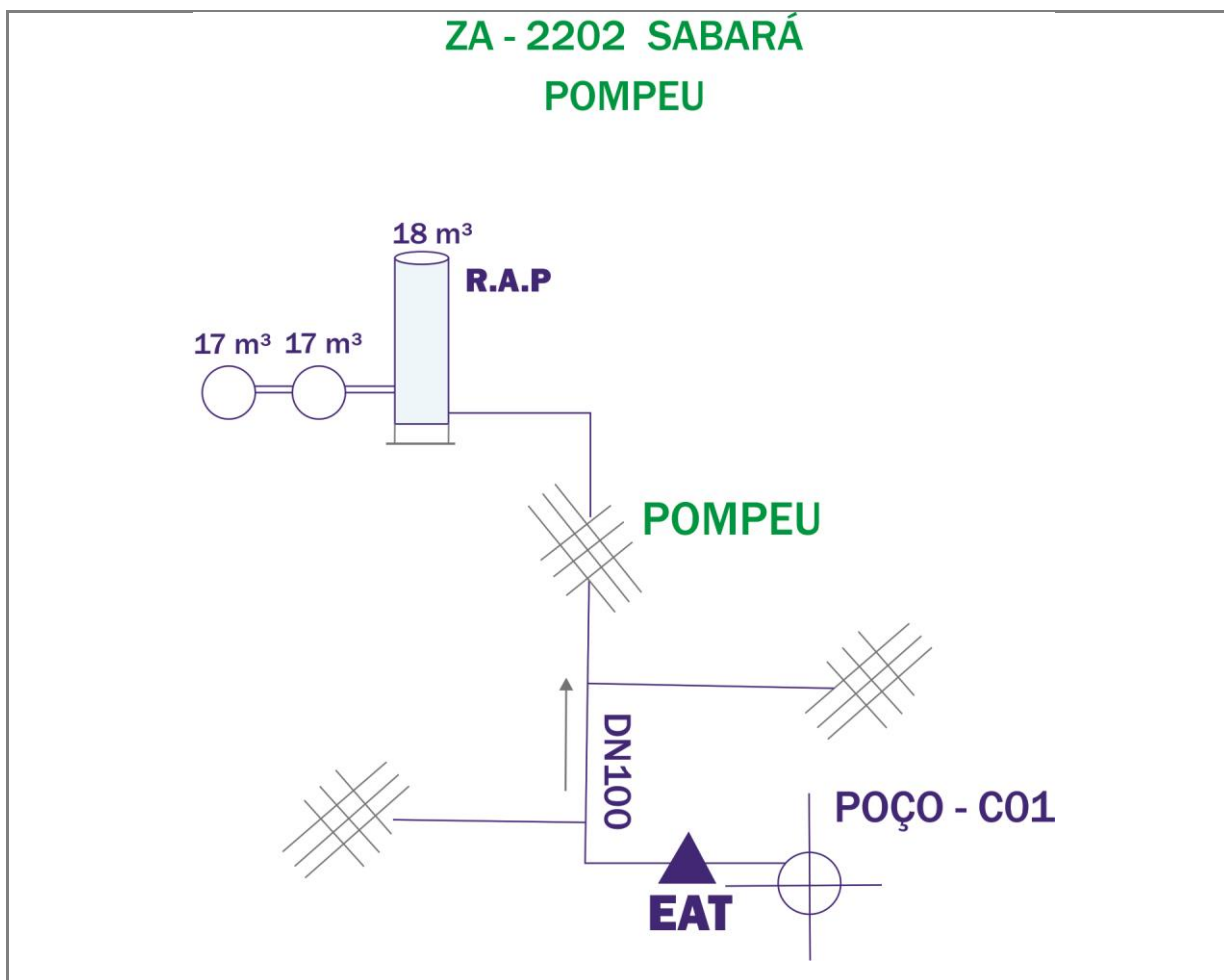 ZA - 2202 SABARÁ
POMPEU
18 m³
R.A.P
17 m³ 17 m³
POMPEU
DN100
POÇO - C01
EAT